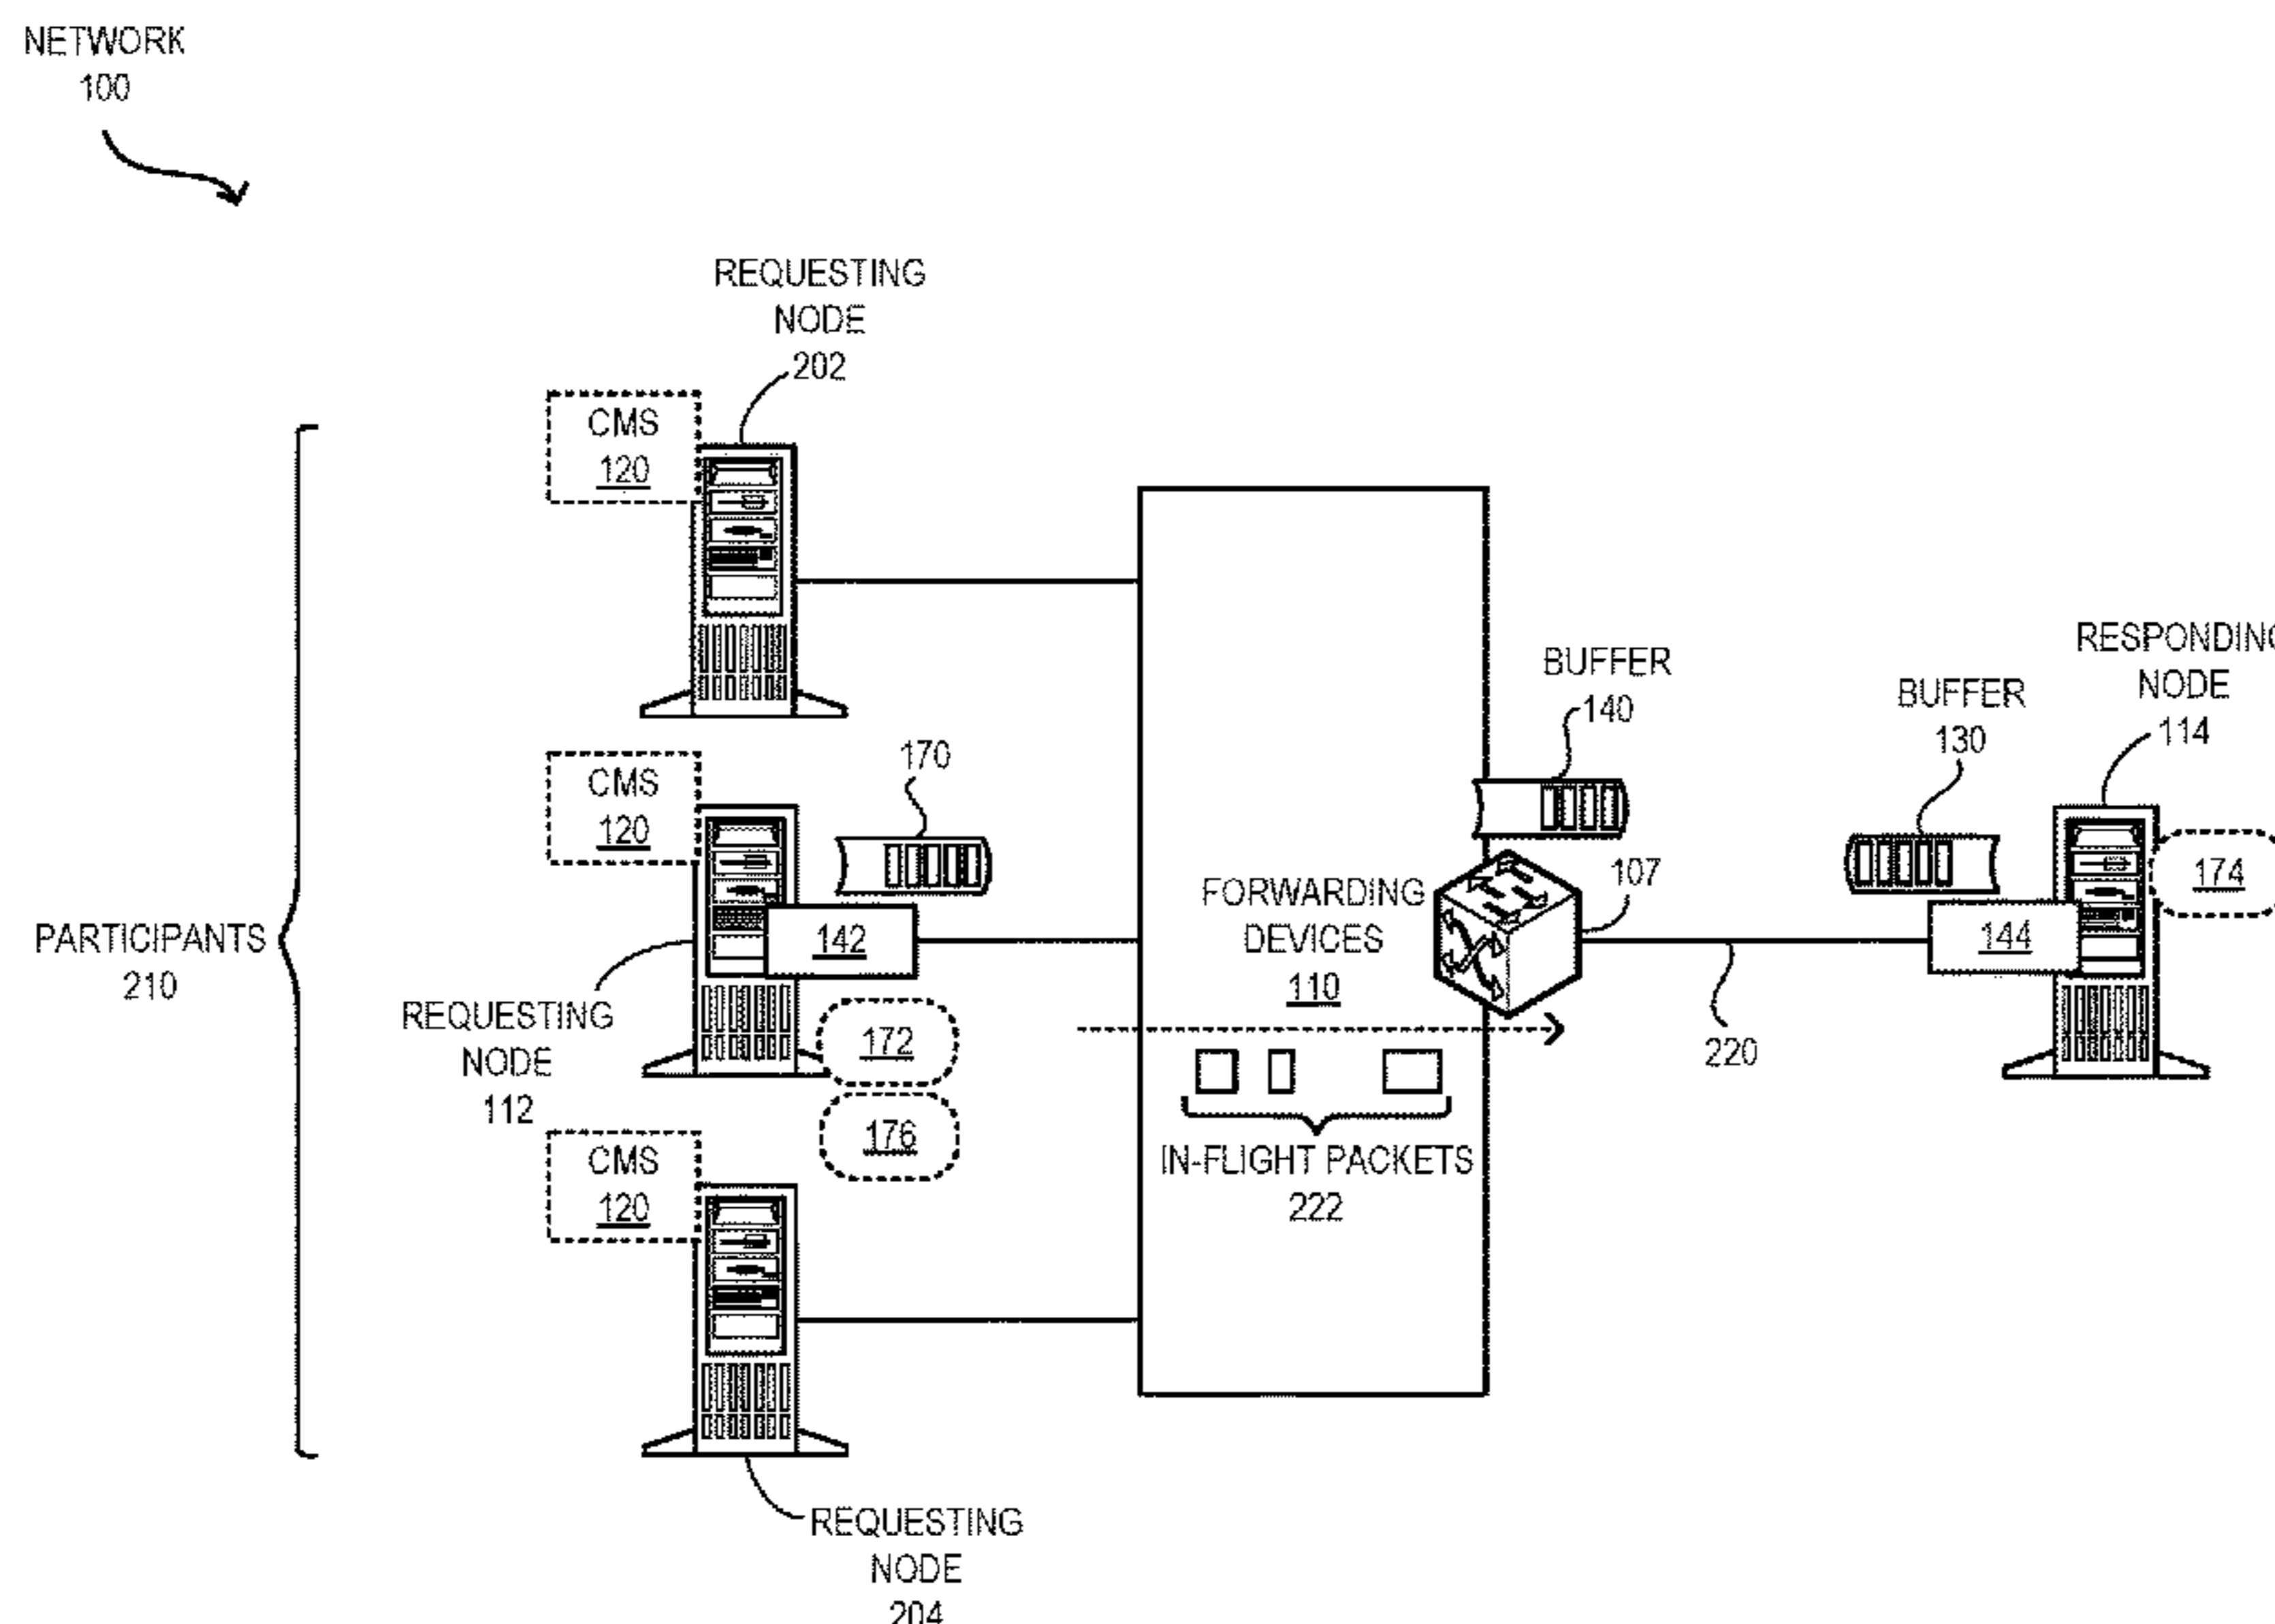 NETWORK
100
REQUESTING
NODE
202
CMS
120
BUFFER
140
RESPONDING
NODE
114
BUFFER
130
170
CMS
120
107
174
FORWARDING
DEVICES
110
142
144
PARTICIPANTS
210
REQUESTING
NODE
112
172
220
176
IN-FLIGHT PACKETS
222
CMS
120
REQUESTING
NODE
204